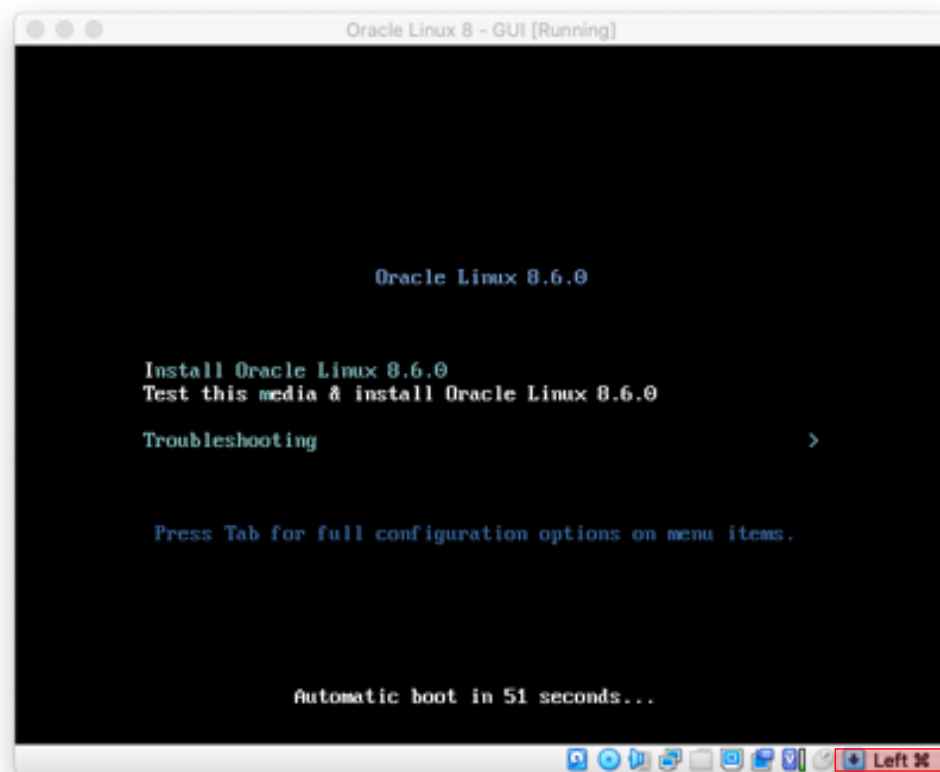 Oracle Linux 8 - GUI [Running]
Oracle Linux 8.6.0
Install Oracle Linux 8.6.0
Test this media & install Oracle Linux 8.6.0
Troubleshooting >
Press Tab for full configuration options on menu items.
Automatic boot in 51 seconds...
Left ⌘